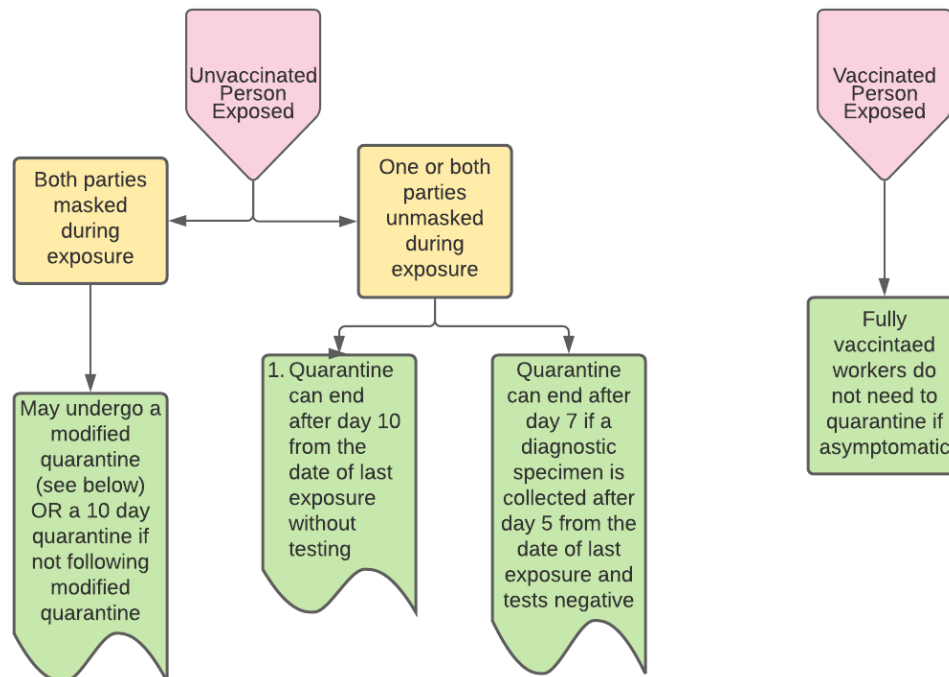 Unvaccinated
Person
Exposed
Vaccinated
Person
Exposed
Both parties
masked
during
exposure
One or both
parties
unmasked
during
exposure
May undergo a
modified
quarantine
(see below)
OR a 10 day
quarantine if
not following
modified
quarantine
1. Quarantine
can end
after day 10
from the
date of last
exposure
without
testing
Quarantine
can end after
day 7 if a
diagnostic
specimen is
collected after
day 5 from the
date of last
exposure and
tests negative
Fully
vaccintaed
workers do
not need to
quarantine if
asymptomatic